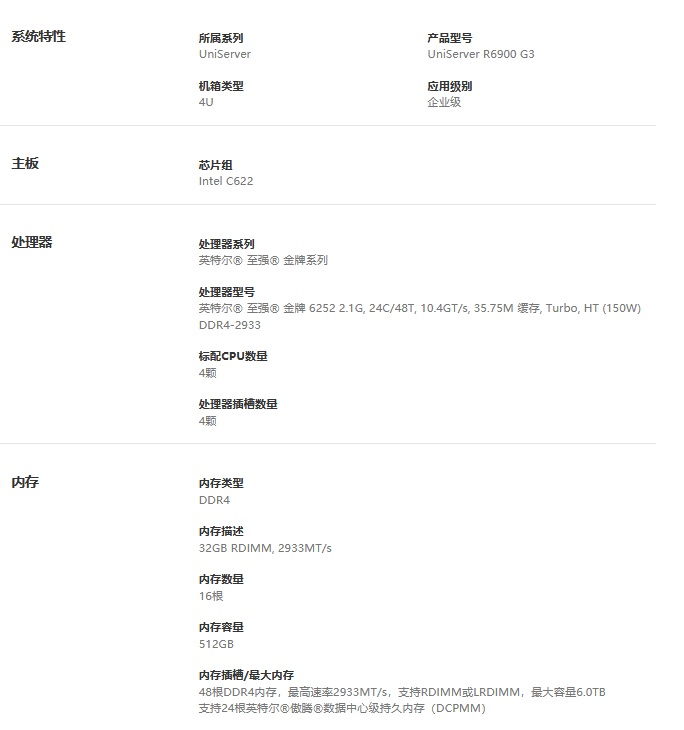 系统特性
所属系列
产品型号
UniServer
UniServer R6900 G3
机箱类型
应用级别
4U
企业级
主板
芯片组
Intel C622
处理器
处理器系列
英特尔® 至强® 金牌系列
处理器型号
英特尔® 至强® 金牌 6252 2.1G, 24C/48T, 10.4GT/s, 35.75M 缓存, Turbo, HT (150W)
DDR4-2933
标配CPU数量
4颗
处理器插槽数量
4颗
内存
内存类型
DDR4
内存描述
32GB RDIMM, 2933MT/s
内存数量
16根
内存容量
512GB
内存插槽/最大内存
48根DDR4内存，最高速率2933MT/s，支持RDIMM或LRDIMM，最大容量6.0TB
支持24根英特尔®傲腾®数据中心级持久内存（DCPMM）